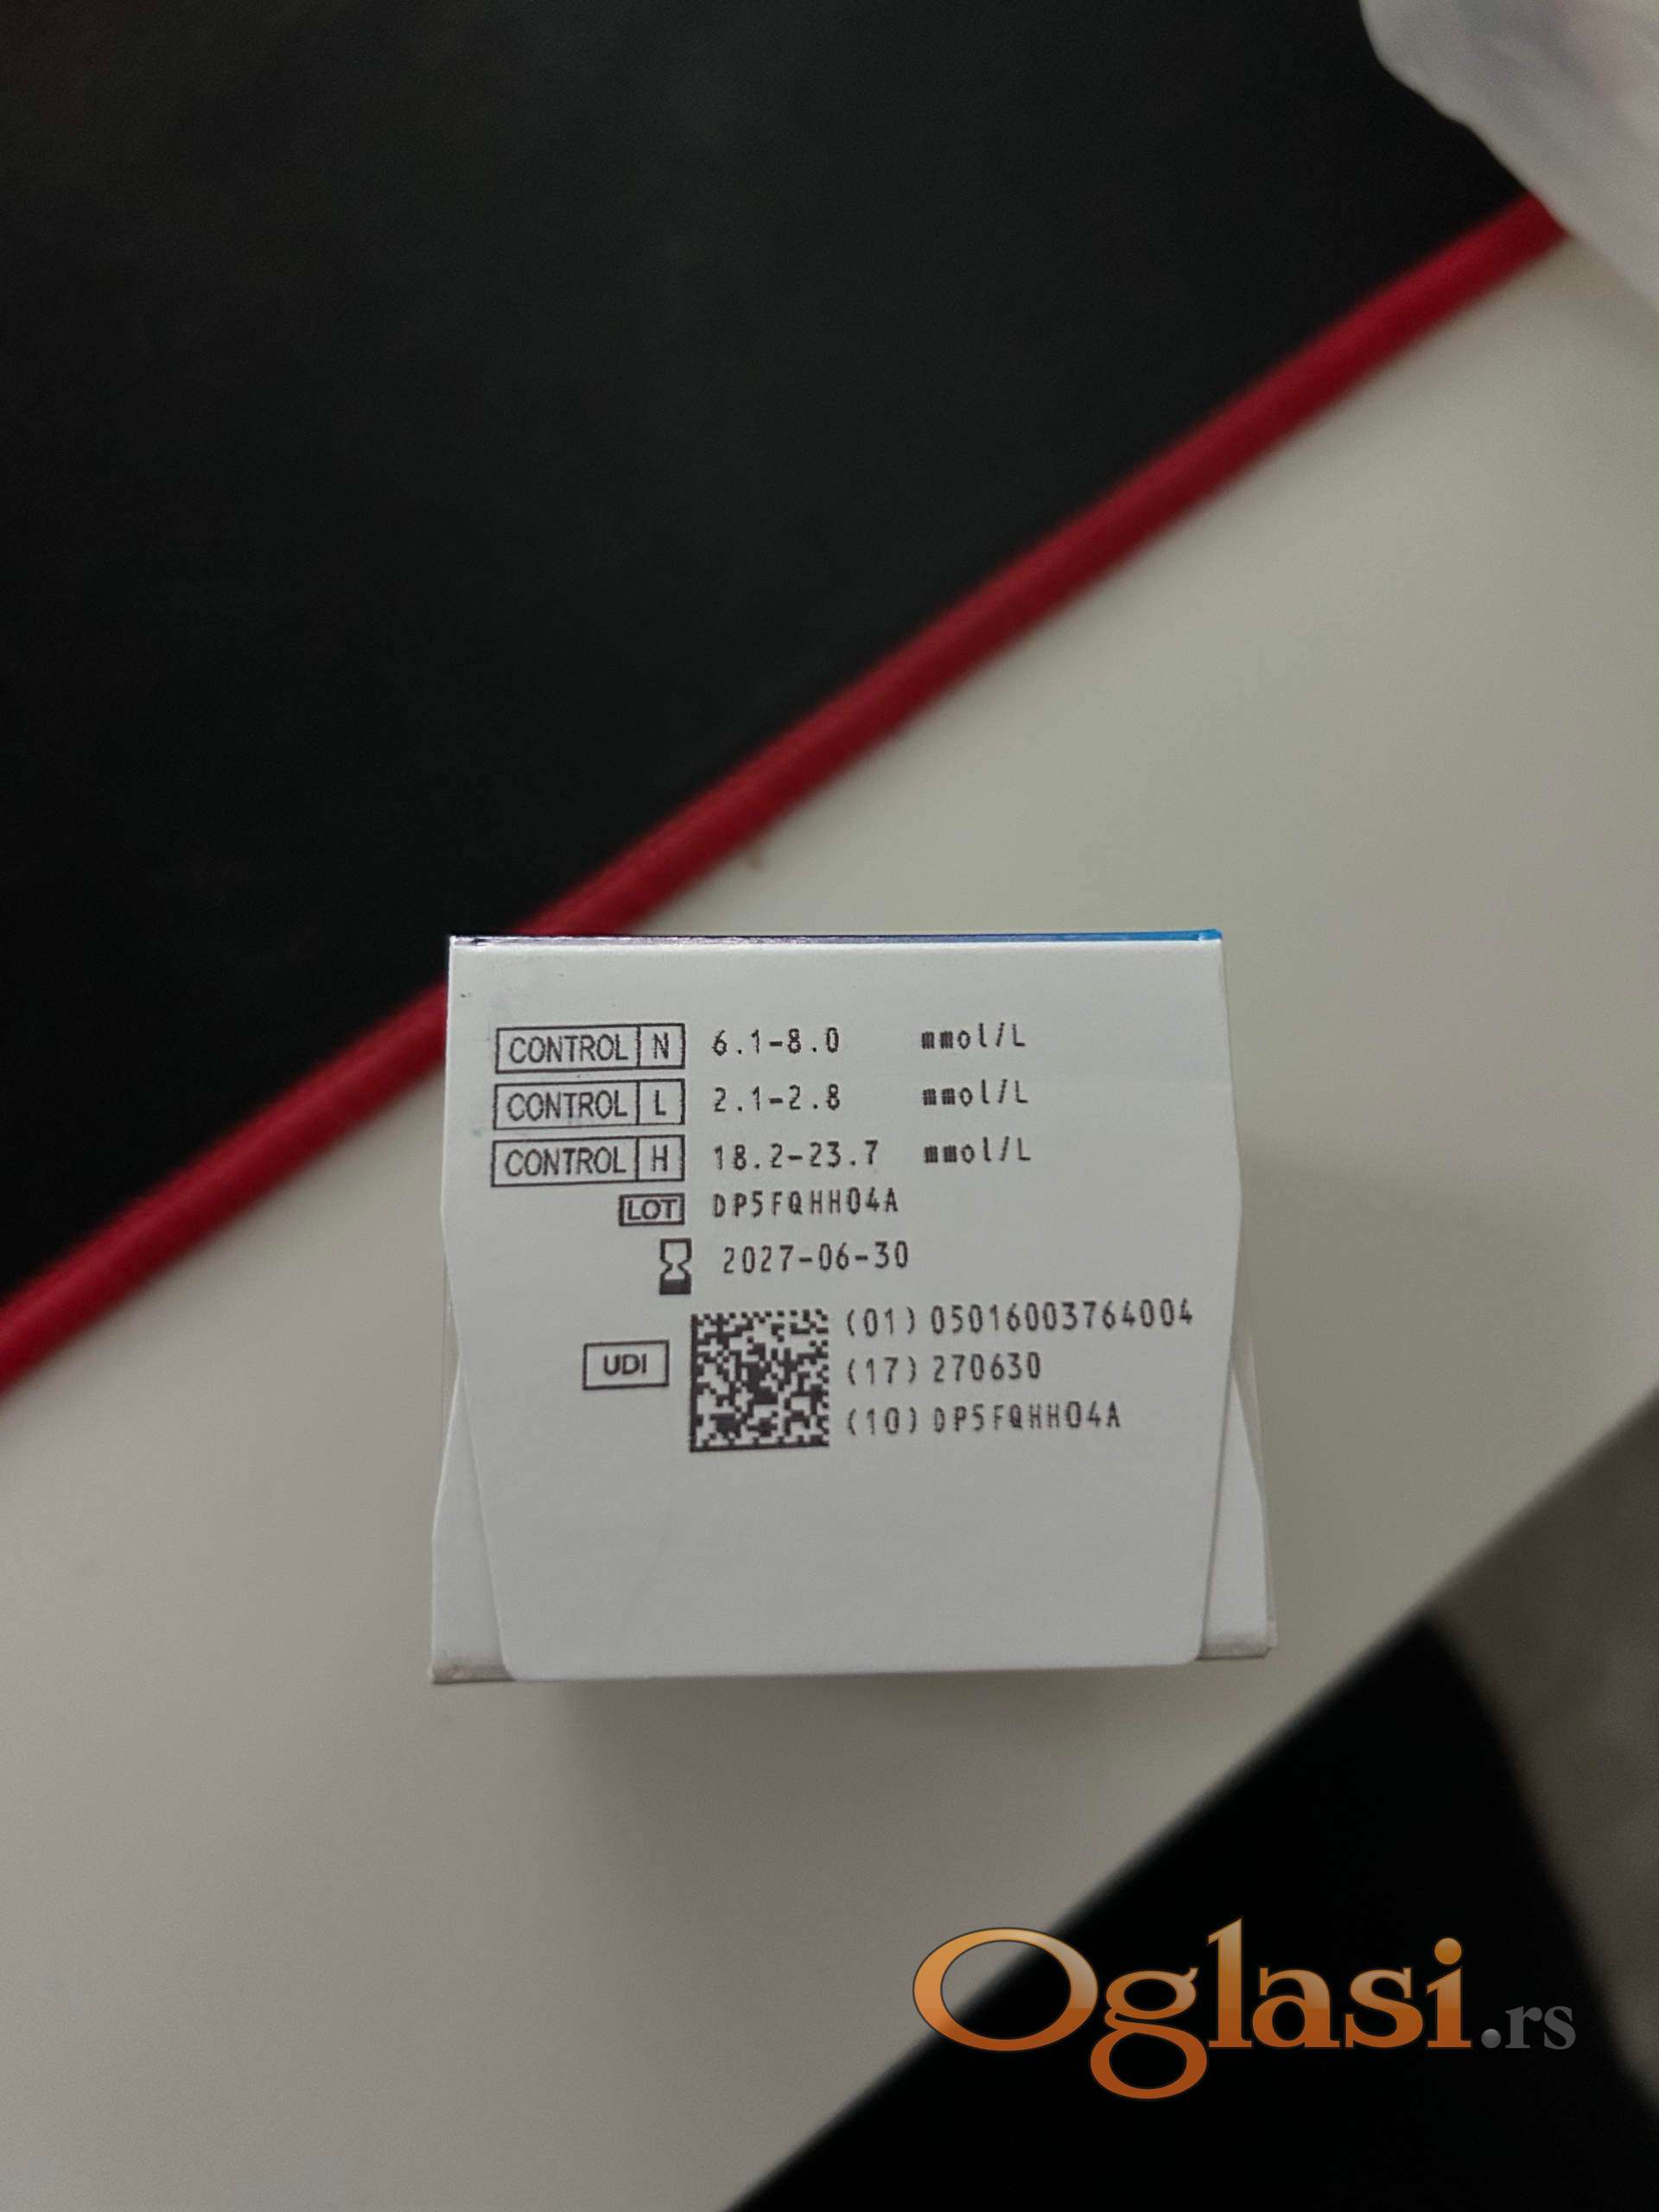 CONTROL N 6.1-8.0 mmol/L
CONTROL L 2.1-2.8 mmol/L
CONTROL H 18.2-23.7 mmol/L
LOT DP5FQHH04A
2027-06-30
UDI (01) 05016003764004
(17) 270630
(10) DP5FQHH04A
Oglasi.rs